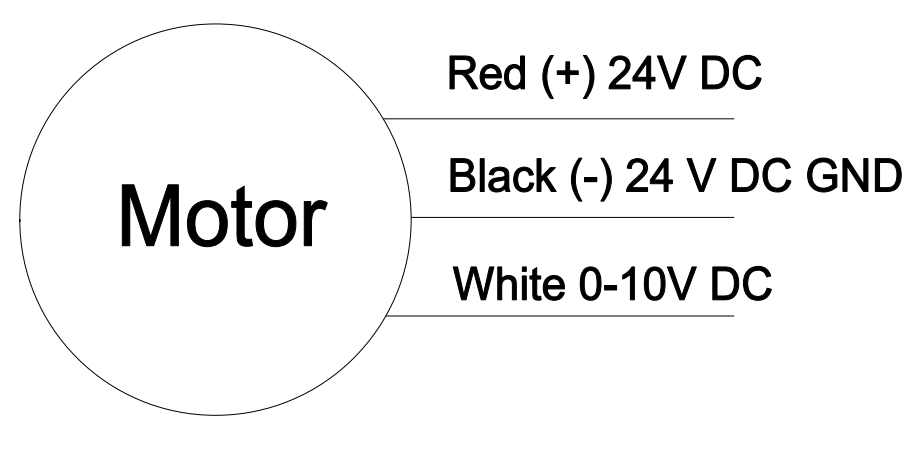 Red (+) 24V DC
Black (-) 24 V DC GND
Motor
White 0-10V DC